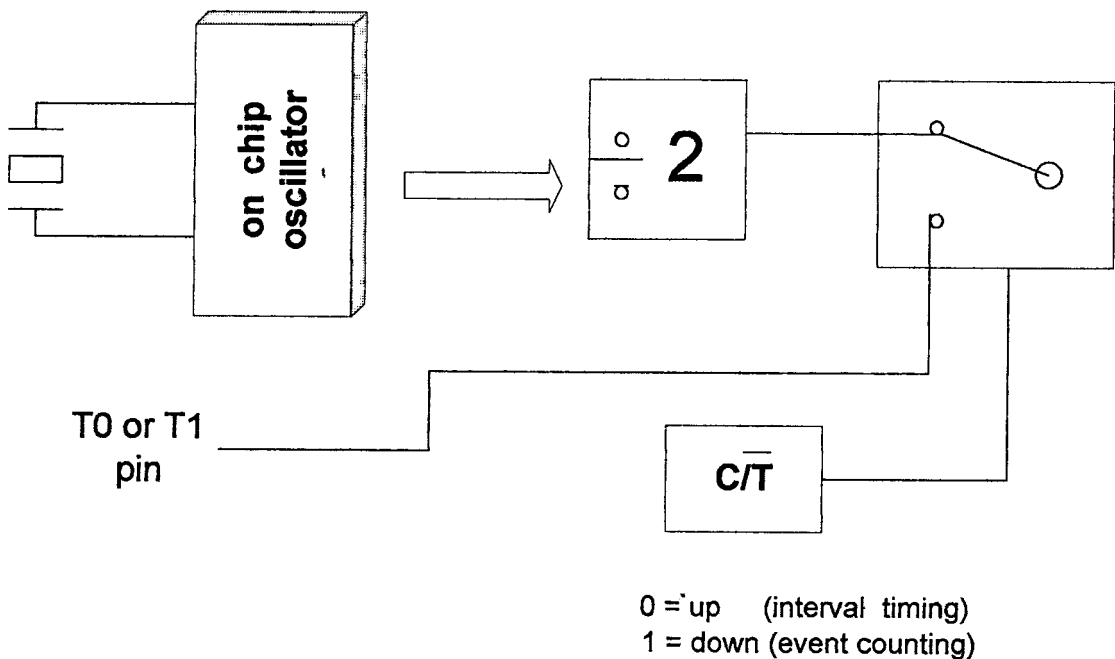 on chip
oscillator
÷ 2
T0 or T1
pin
C/T̅
0 = up (interval timing)
1 = down (event counting)